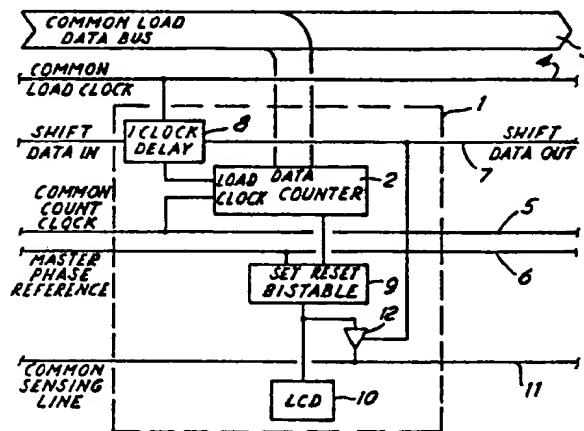 COMMON LOAD
DATA BUS
3
4
COMMON
LOAD CLOCK
1
SHIFT
DATA IN
1 CLOCK
DELAY
8
SHIFT
DATA OUT
7
LOAD DATA
CLOCK COUNTER
2
COMMON
COUNT
CLOCK
5
MASTER
PHASE
REFERENCE
6
SET RESET
BISTABLE
9
12
COMMON
SENSING
LINE
11
LCD
10